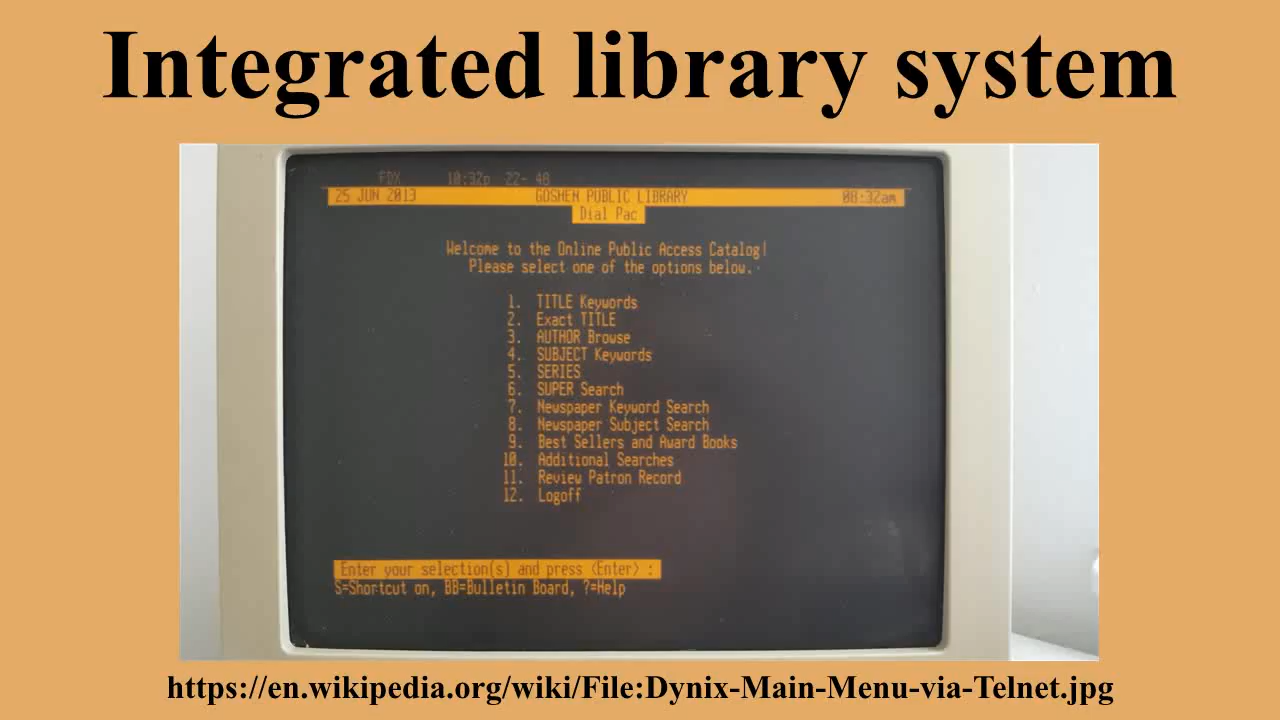 Integrated library system
FDX 10:32p 22- 48
25 JUN 2013 GOSHEN PUBLIC LIBRARY 08:32am
Dial Pac
Welcome to the Online Public Access Catalog!
Please select one of the options below.
1. TITLE Keywords
2. Exact TITLE
3. AUTHOR Browse
4. SUBJECT Keywords
5. SERIES
6. SUPER Search
7. Newspaper Keyword Search
8. Newspaper Subject Search
9. Best Sellers and Award Books
10. Additional Searches
11. Review Patron Record
12. Logoff
Enter your selection(s) and press <Enter> :
S=Shortcut on, BB=Bulletin Board, ?=Help
https://en.wikipedia.org/wiki/File:Dynix-Main-Menu-via-Telnet.jpg